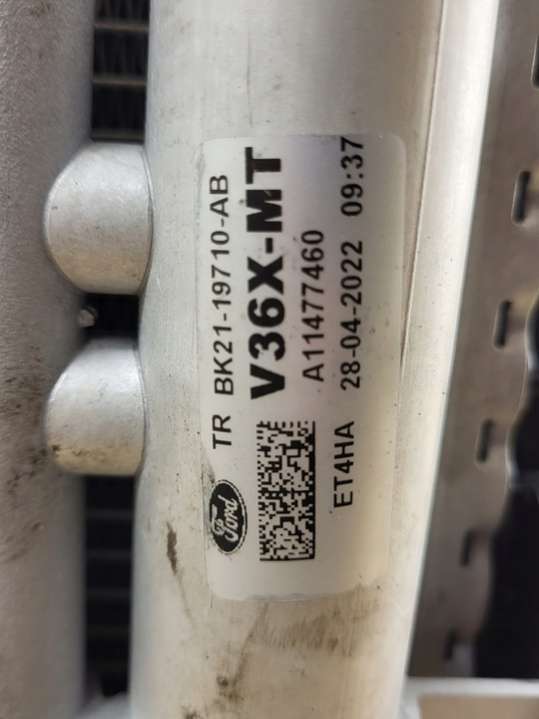 TR BK21-19710-AB
V36X-MT
A11477460
28-04-2022 09:37
Ford
ET4HA